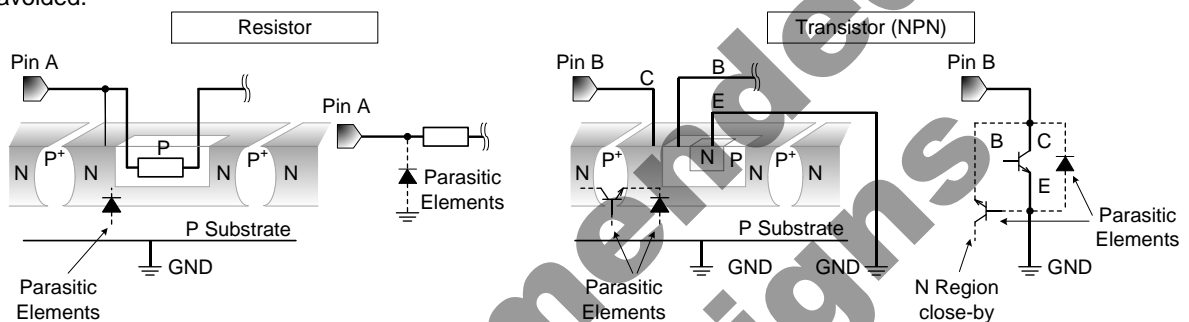 avoided.
Resistor
Transistor (NPN)
Pin A
Pin B
C
B
E
Pin B
Pin A
N
P+
N
P
N
P+
N
Parasitic
Elements
N
P+
N
N
P
N
P+
N
B
C
E
Parasitic
Elements
P Substrate
P Substrate
GND
GND
GND
GND
Parasitic
Elements
Parasitic
Elements
N Region
close-by